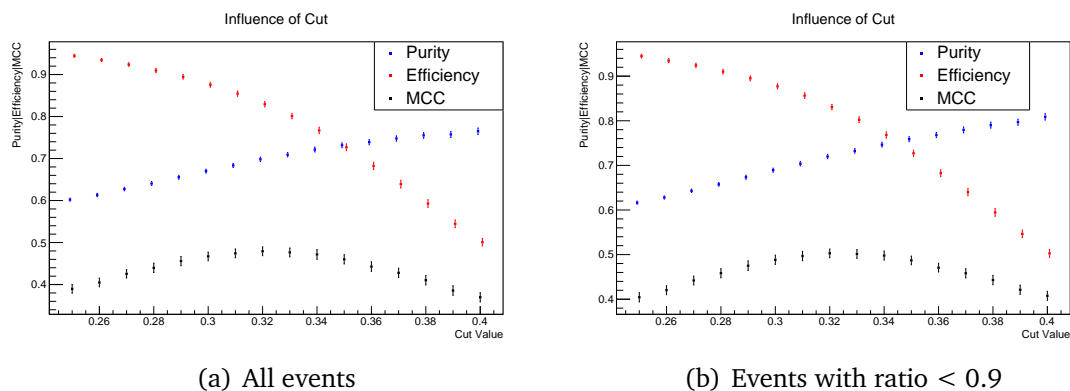 Influence of Cut
Purity|Efficiency|MCC
Purity
Efficiency
MCC
0.9
0.8
0.7
0.6
0.5
0.4
0.26 0.28 0.3 0.32 0.34 0.36 0.38 0.4
Cut Value
(a) All events
Influence of Cut
Purity|Efficiency|MCC
Purity
Efficiency
MCC
0.9
0.8
0.7
0.6
0.5
0.4
0.26 0.28 0.3 0.32 0.34 0.36 0.38 0.4
Cut Value
(b) Events with ratio < 0.9